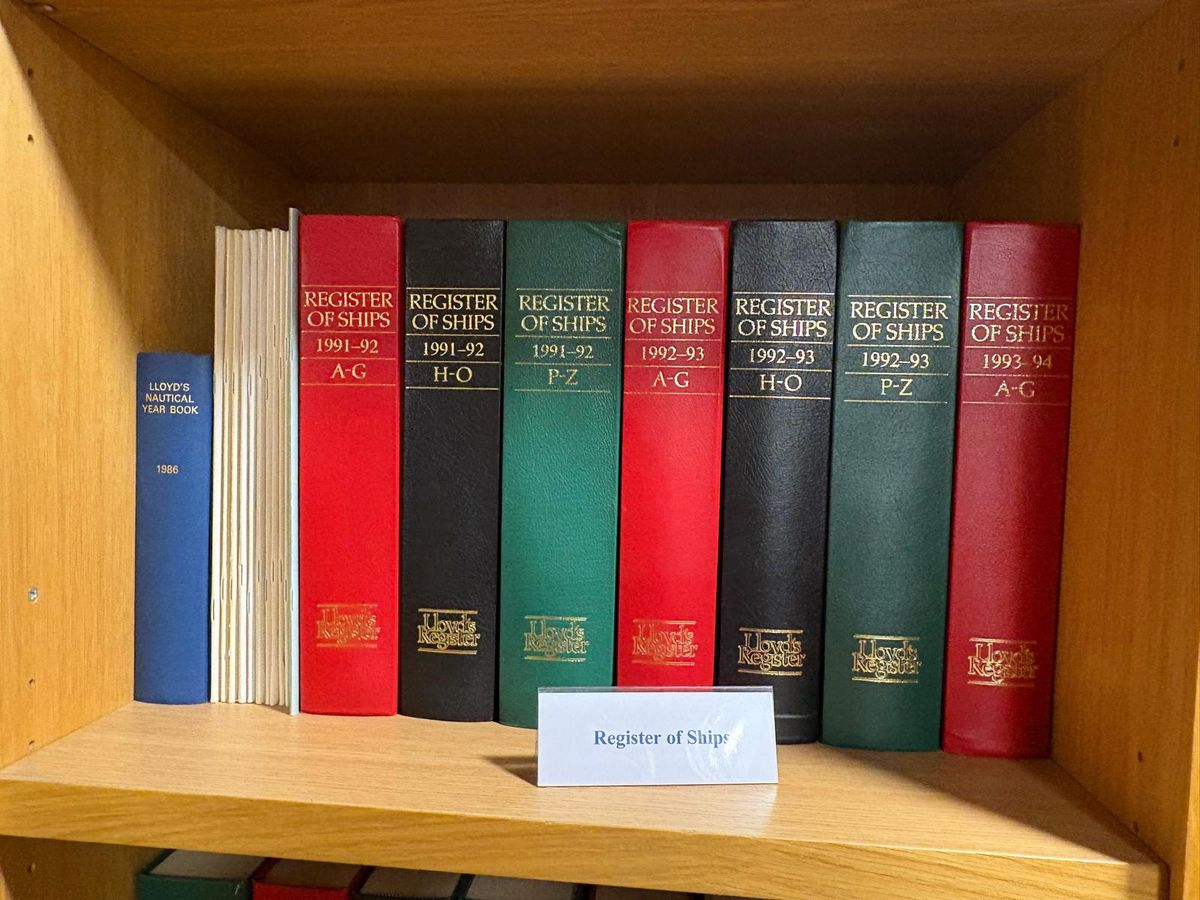 LLOYD'S
NAUTICAL
YEAR BOOK
1986
REGISTER
OF SHIPS
1991–92
A-G
Lloyd's
Register
REGISTER
OF SHIPS
1991–92
H-O
Lloyd's
Register
REGISTER
OF SHIPS
1991–92
P-Z
Lloyd's
Register
REGISTER
OF SHIPS
1992–93
A-G
Lloyd's
Register
REGISTER
OF SHIPS
1992–93
H-O
Lloyd's
Register
REGISTER
OF SHIPS
1992–93
P-Z
Lloyd's
Register
REGISTER
OF SHIPS
1993–94
A-G
Lloyd's
Register
Register of Ships